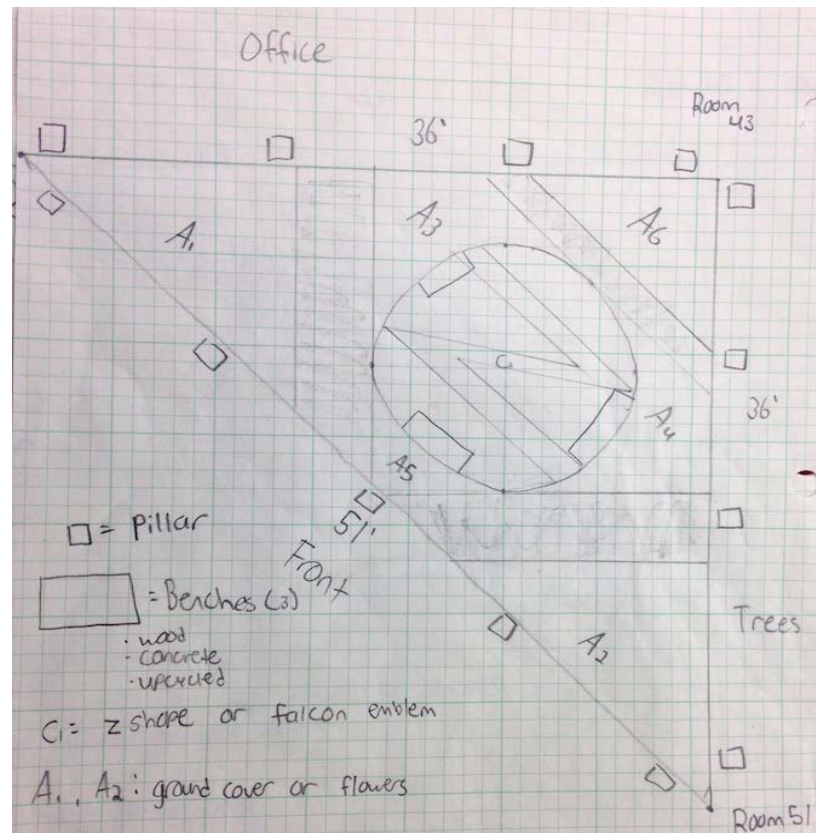 Office
Room
43
36'
A1
A3
A6
C1
A4
36'
A5
51'
Front
A2
Trees
Room 51
= Pillar
= Benches (3)
· wood
· concrete
· upcycled
C1 = z shape or falcon emblem
A1, A2 : ground cover or flowers